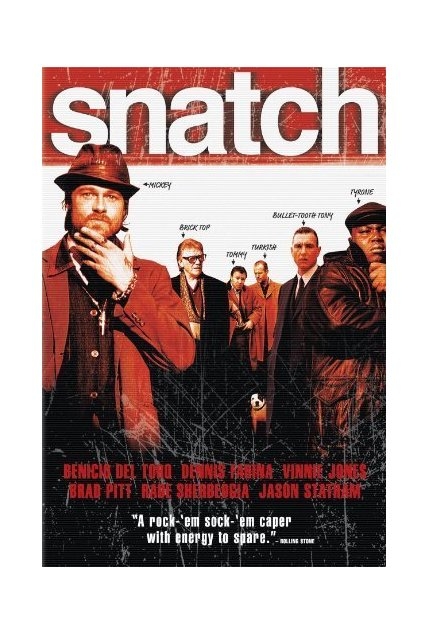 snatch
MICKEY
BRICK TOP
TOMMY
TURKISH
BULLET-TOOTH TONY
TYRONE
BENICIO DEL TORO DENNIS FARINA VINNIE JONES
BRAD PITT RADE SHERBEDGIA JASON STATHAM
"A rock-'em sock-'em caper
with energy to spare." -ROLLING STONE